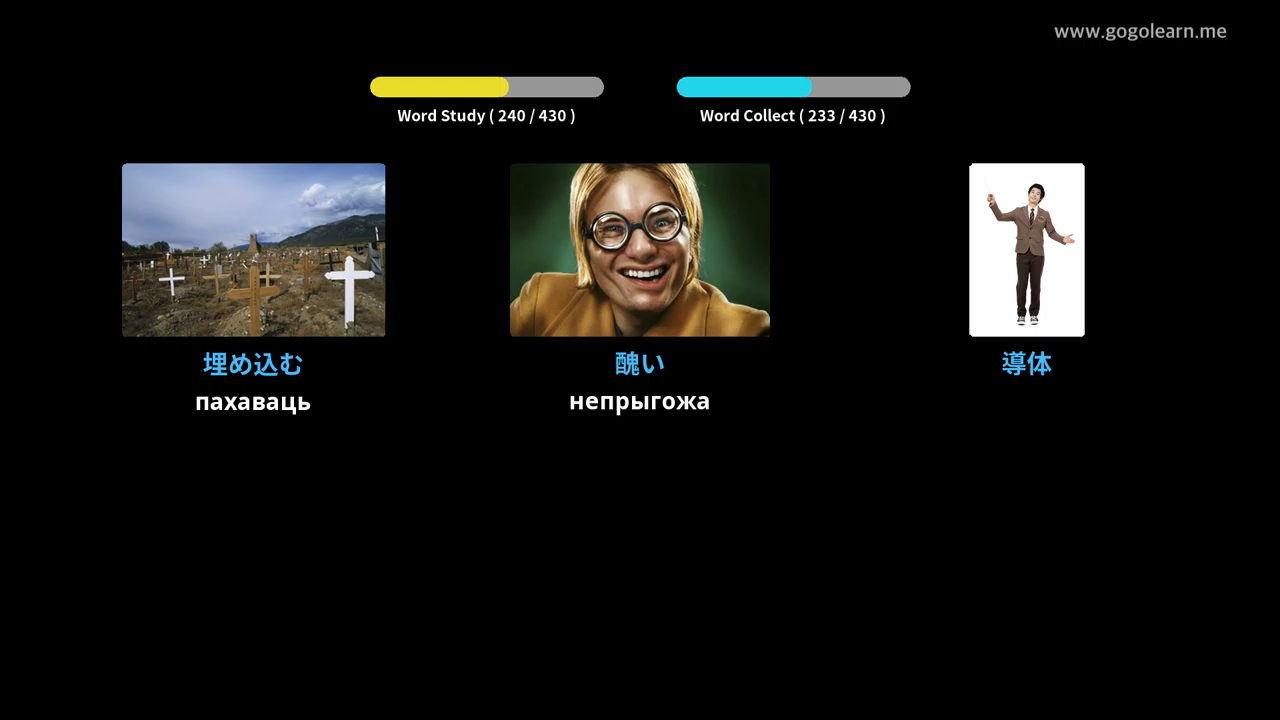 www.gogolearn.me
Word Study ( 240 / 430 )
Word Collect ( 233 / 430 )
埋め込む
醜い
導体
пахаваць
непрыгожа